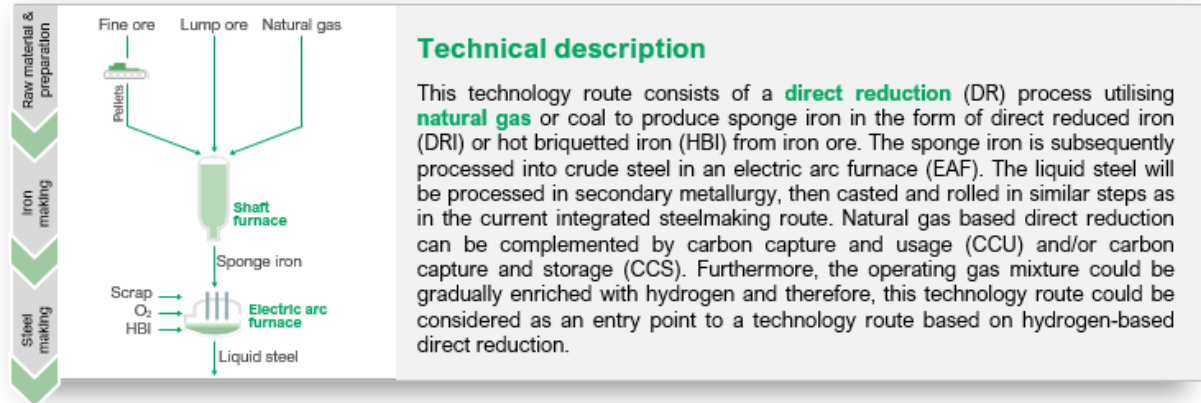 Raw material &
preparation
Iron
making
Steel
making
Fine ore
Lump ore
Natural gas
Pellets
Shaft
furnace
Sponge iron
Scrap
O₂
HBI
Electric arc
furnace
Liquid steel
Technical description
This technology route consists of a direct reduction (DR) process utilising
natural gas or coal to produce sponge iron in the form of direct reduced iron
(DRI) or hot briquetted iron (HBI) from iron ore. The sponge iron is subsequently
processed into crude steel in an electric arc furnace (EAF). The liquid steel will
be processed in secondary metallurgy, then casted and rolled in similar steps as
in the current integrated steelmaking route. Natural gas based direct reduction
can be complemented by carbon capture and usage (CCU) and/or carbon
capture and storage (CCS). Furthermore, the operating gas mixture could be
gradually enriched with hydrogen and therefore, this technology route could be
considered as an entry point to a technology route based on hydrogen-based
direct reduction.